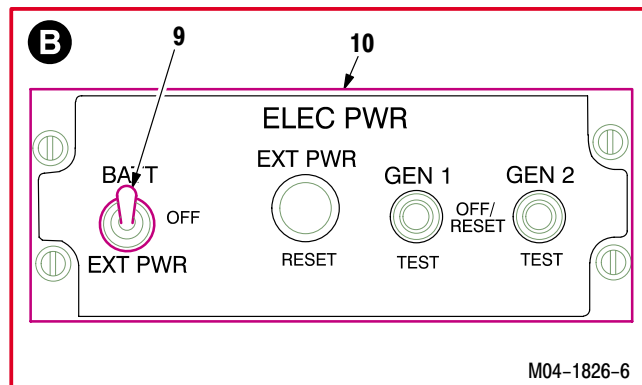 B
9
10
ELEC PWR
BATT
OFF
EXT PWR
EXT PWR
RESET
GEN 1
OFF/
RESET
TEST
GEN 2
TEST
M04-1826-6